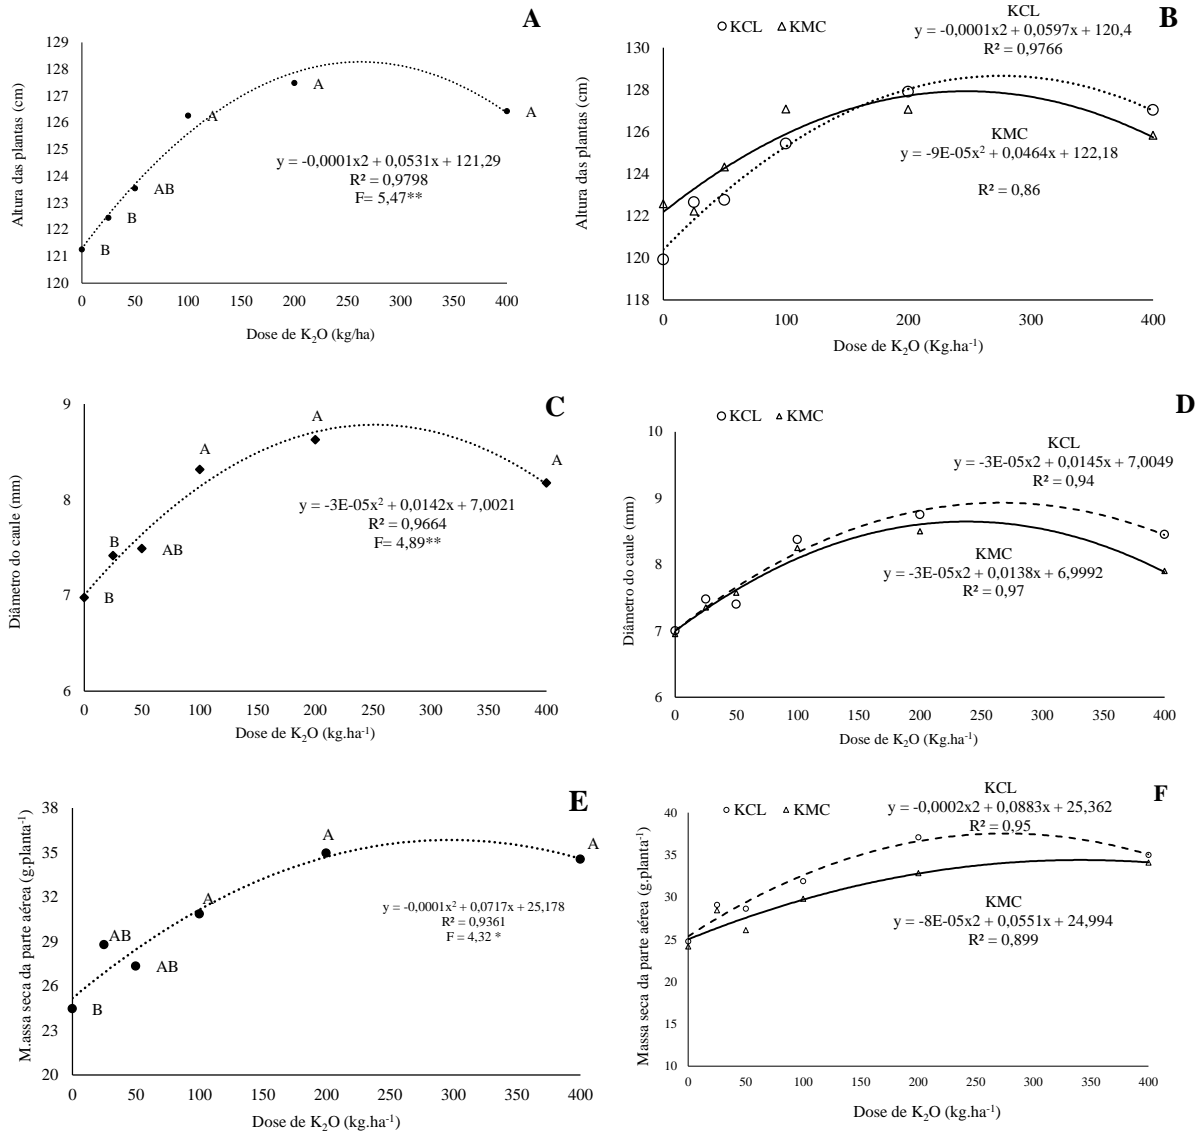 A
Altura das plantas (cm)
129
128
127
126
125
124
123
122
121
120
A
A
A
AB
B
B
y = -0,0001x2 + 0,0531x + 121,29
R² = 0,9798
F= 5,47**
0 50 100 150 200 250 300 350 400
Dose de K2O (kg/ha)
B
KCL KMC
KCL
y = -0,0001x2 + 0,0597x + 120,4
R² = 0,9766
Altura das plantas (cm)
130
128
126
124
122
120
118
KMC
y = -9E-05x² + 0,0464x + 122,18
R² = 0,86
0 100 200 300 400
Dose de K2O (Kg.ha-1)
C
Diâmetro do caule (mm)
9
8
7
6
A
A
A
B
AB
B
y = -3E-05x² + 0,0142x + 7,0021
R² = 0,9664
F= 4,89**
0 50 100 150 200 250 300 350 400
Dose de K2O (kg.ha-1)
D
KCL KMC
KCL
y = -3E-05x2 + 0,0145x + 7,0049
R² = 0,94
Diâmetro do caule (mm)
10
9
8
7
6
KMC
y = -3E-05x2 + 0,0138x + 6,9992
R² = 0,97
0 50 100 150 200 250 300 350 400
Dose de K2O (Kg.ha-1)
E
M.assa seca da parte aérea (g.planta-1)
38
35
32
29
26
23
20
A
A
A
AB
AB
B
y = -0,0001x² + 0,0717x + 25,178
R² = 0,9361
F = 4,32 *
0 50 100 150 200 250 300 350 400
Dose de K2O (kg.ha-1)
F
KCL KMC
KCL
y = -0,0002x2 + 0,0883x + 25,362
R² = 0,95
Massa seca da parte aérea (g.planta-1)
40
35
30
25
20
15
10
KMC
y = -8E-05x2 + 0,0551x + 24,994
R² = 0,899
0 50 100 150 200 250 300 350 400
Dose de K2O (kg.ha-1)